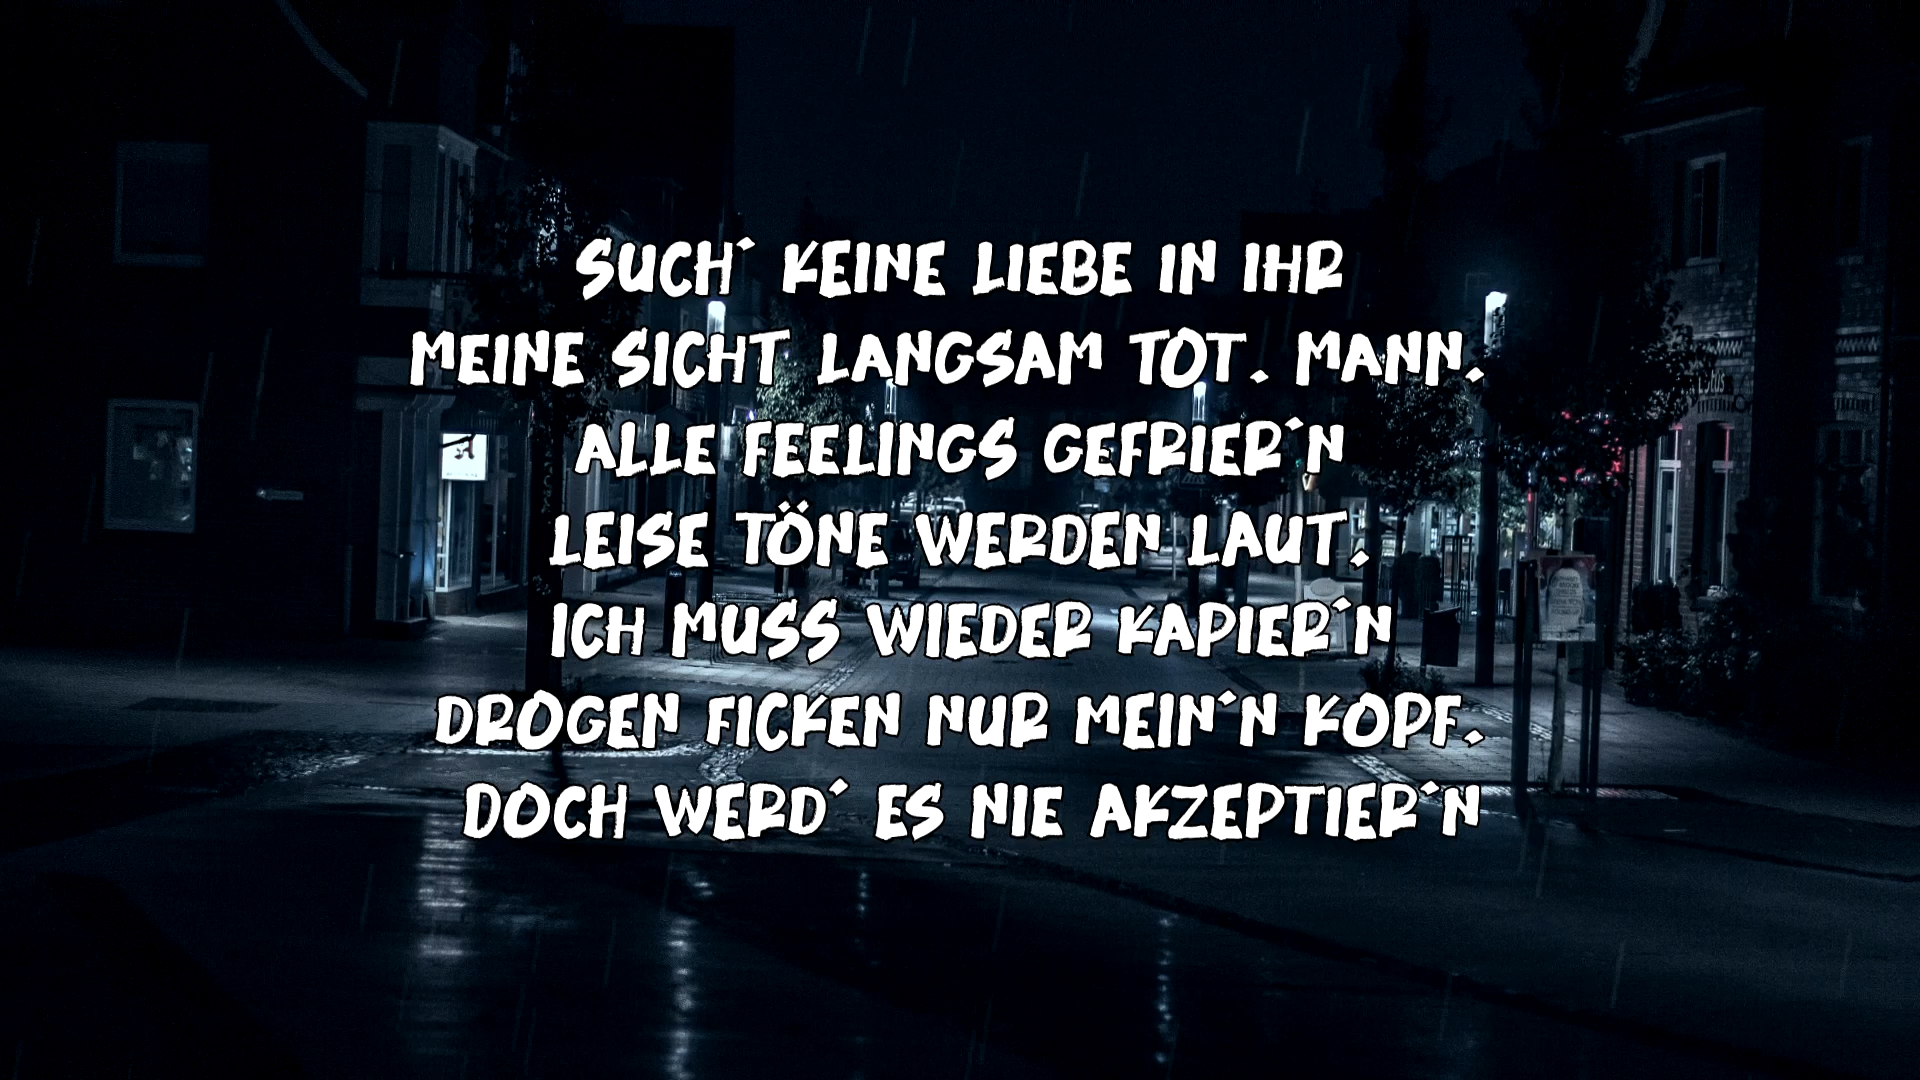 SUCH´ KEINE LIEBE IN IHR
MEINE SICHT LANGSAM TOT. MANN.
ALLE FEELINGS GEFRIER´N
LEISE TÖNE WERDEN LAUT.
ICH MUSS WIEDER KAPIER´N
DROGEN FICKEN NUR MEIN´N KOPF.
DOCH WERD´ ES NIE AKZEPTIER´N